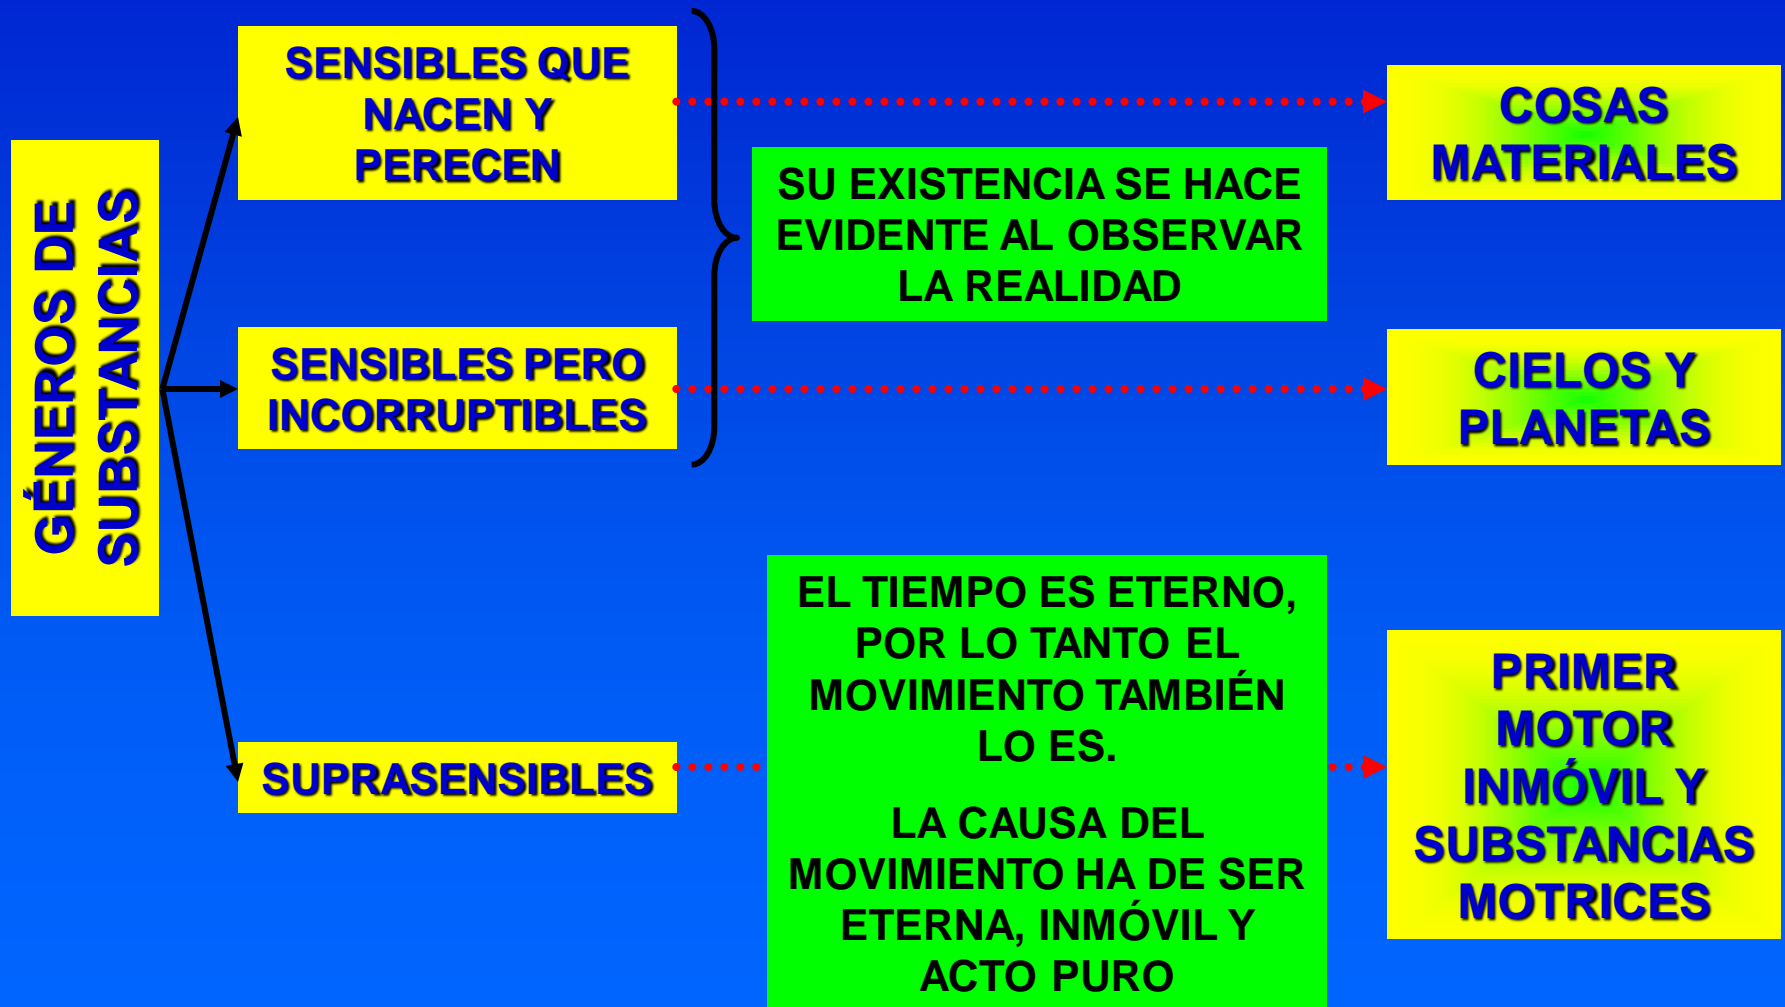 GÉNEROS DE
SUBSTANCIAS
SENSIBLES QUE
NACEN Y
PERECEN
SU EXISTENCIA SE HACE
EVIDENTE AL OBSERVAR
LA REALIDAD
COSAS
MATERIALES
SENSIBLES PERO
INCORRUPTIBLES
CIELOS Y
PLANETAS
SUPRASENSIBLES
EL TIEMPO ES ETERNO,
POR LO TANTO EL
MOVIMIENTO TAMBIÉN
LO ES.
LA CAUSA DEL
MOVIMIENTO HA DE SER
ETERNA, INMÓVIL Y
ACTO PURO
PRIMER
MOTOR
INMÓVIL Y
SUBSTANCIAS
MOTRICES